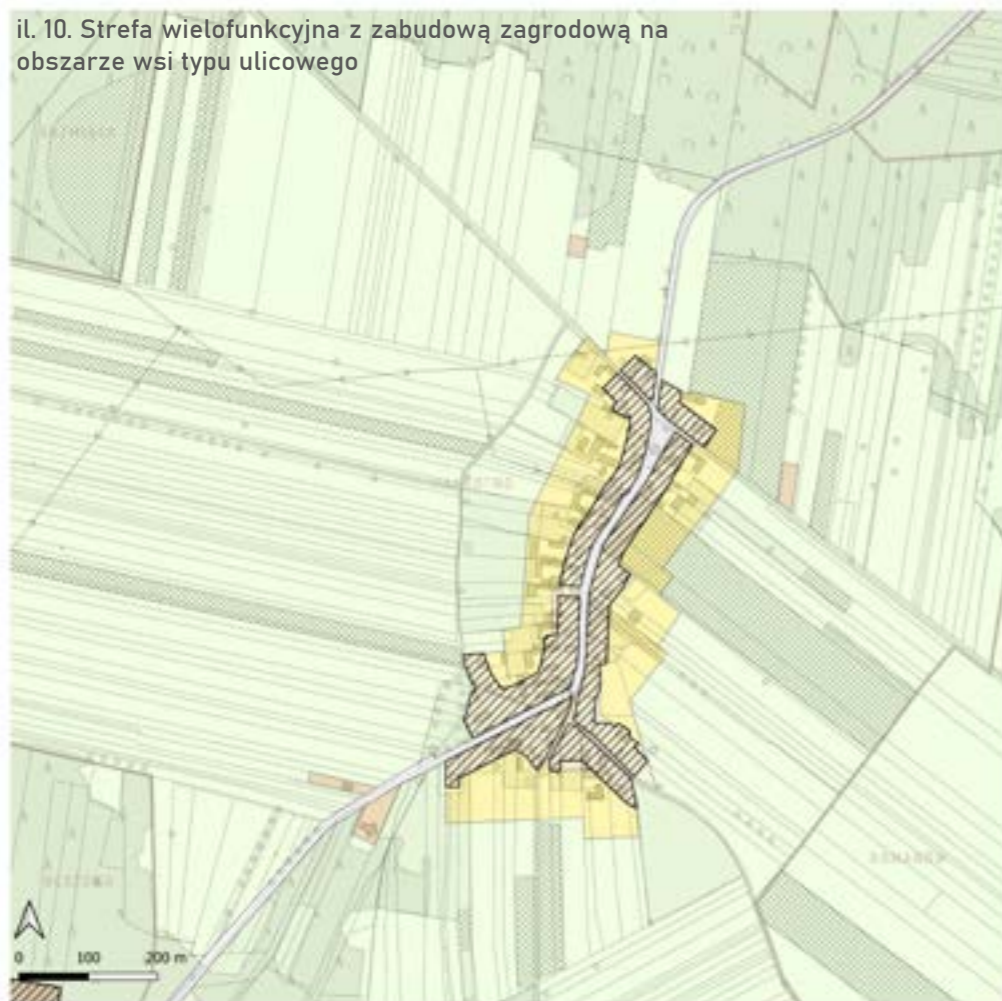 il. 10. Strefa wielofunkcyjna z zabudową zagrodową na
obszarze wsi typu ulicowego
0 100 200 m